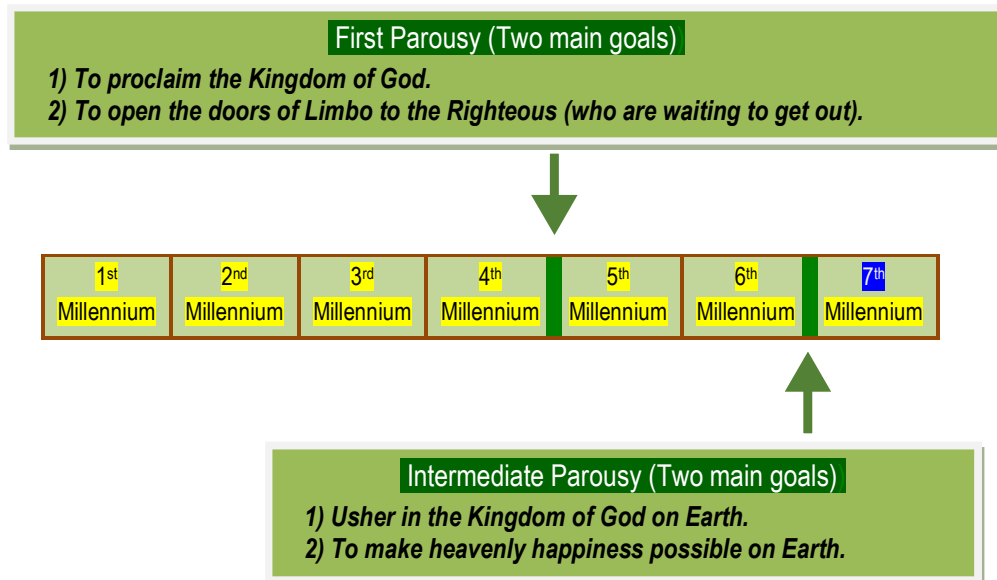 First Parousy (Two main goals)
1) To proclaim the Kingdom of God.
2) To open the doors of Limbo to the Righteous (who are waiting to get out).
1st 2nd 3rd 4th 5th 6th 7th
Millennium Millennium Millennium Millennium Millennium Millennium Millennium
Intermediate Parousy (Two main goals)
1) Usher in the Kingdom of God on Earth.
2) To make heavenly happiness possible on Earth.